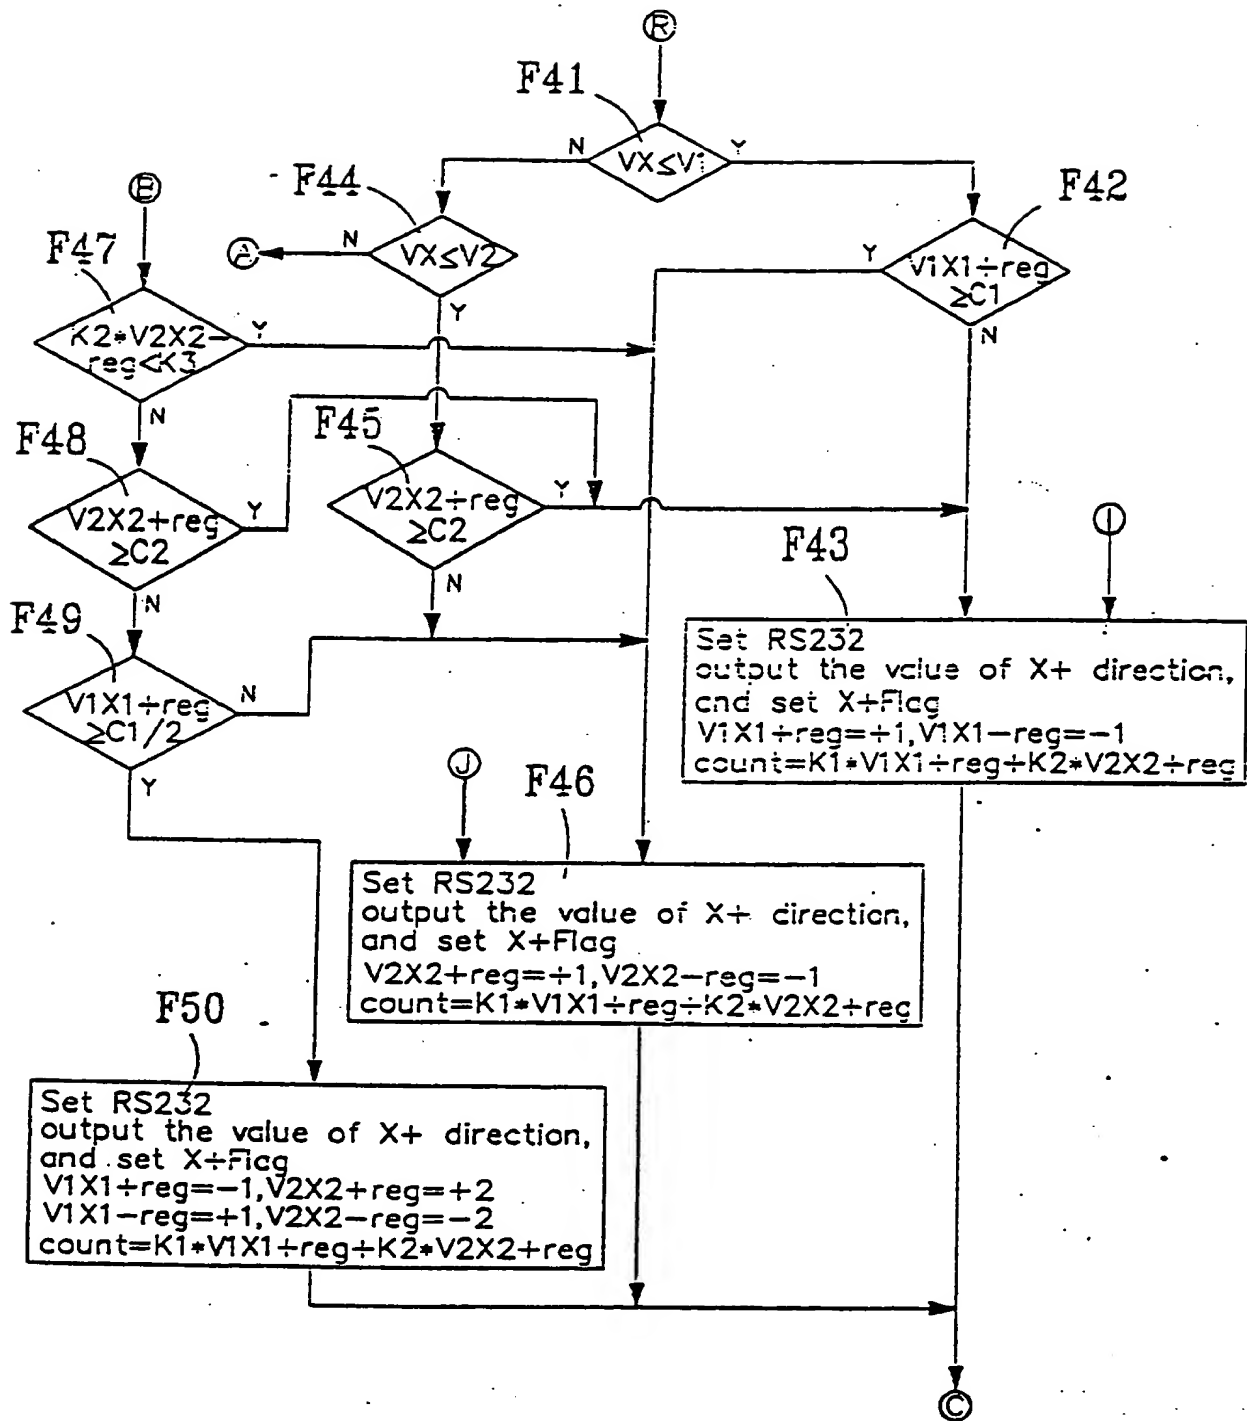 R
F41
N
VX≤V1
Y
F44
F42
E
N
A
VX≤V2
Y
V1X1+reg
≥C1
F47
Y
N
K2*V2X2-
reg<K3
Y
N
F48
F45
V2X2+reg
≥C2
Y
V2X2+reg
≥C2
Y
I
F43
N
N
F49
V1X1+reg
≥C1/2
N
Y
Set RS232
output the value of X+ direction,
and set X+Flag
V1X1+reg=+1,V1X1-reg=-1
count=K1*V1X1+reg+K2*V2X2+reg
J
F46
Set RS232
output the value of X+ direction,
and set X+Flag
V2X2+reg=+1,V2X2-reg=-1
count=K1*V1X1+reg+K2*V2X2+reg
F50
Set RS232
output the value of X+ direction,
and set X+Flag
V1X1+reg=-1,V2X2+reg=+2
V1X1-reg=+1,V2X2-reg=-2
count=K1*V1X1+reg+K2*V2X2+reg
C